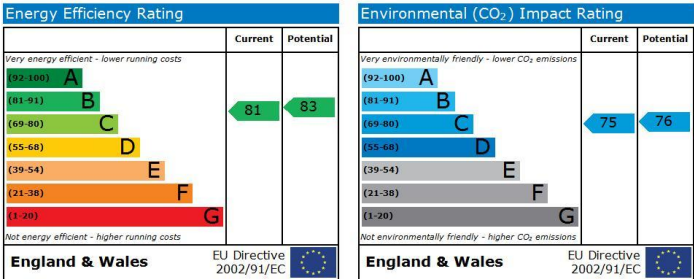 Energy Efficiency Rating
Current Potential
Very energy efficient - lower running costs
(92-100) A
(81-91) B
81 83
(69-80) C
(55-68) D
(39-54) E
(21-38) F
(1-20) G
Not energy efficient - higher running costs
England & Wales
EU Directive
2002/91/EC
Environmental (CO₂) Impact Rating
Current Potential
Very environmentally friendly - lower CO₂ emissions
(92-100) A
(81-91) B
(69-80) C
75 76
(55-68) D
(39-54) E
(21-38) F
(1-20) G
Not environmentally friendly - higher CO₂ emissions
England & Wales
EU Directive
2002/91/EC